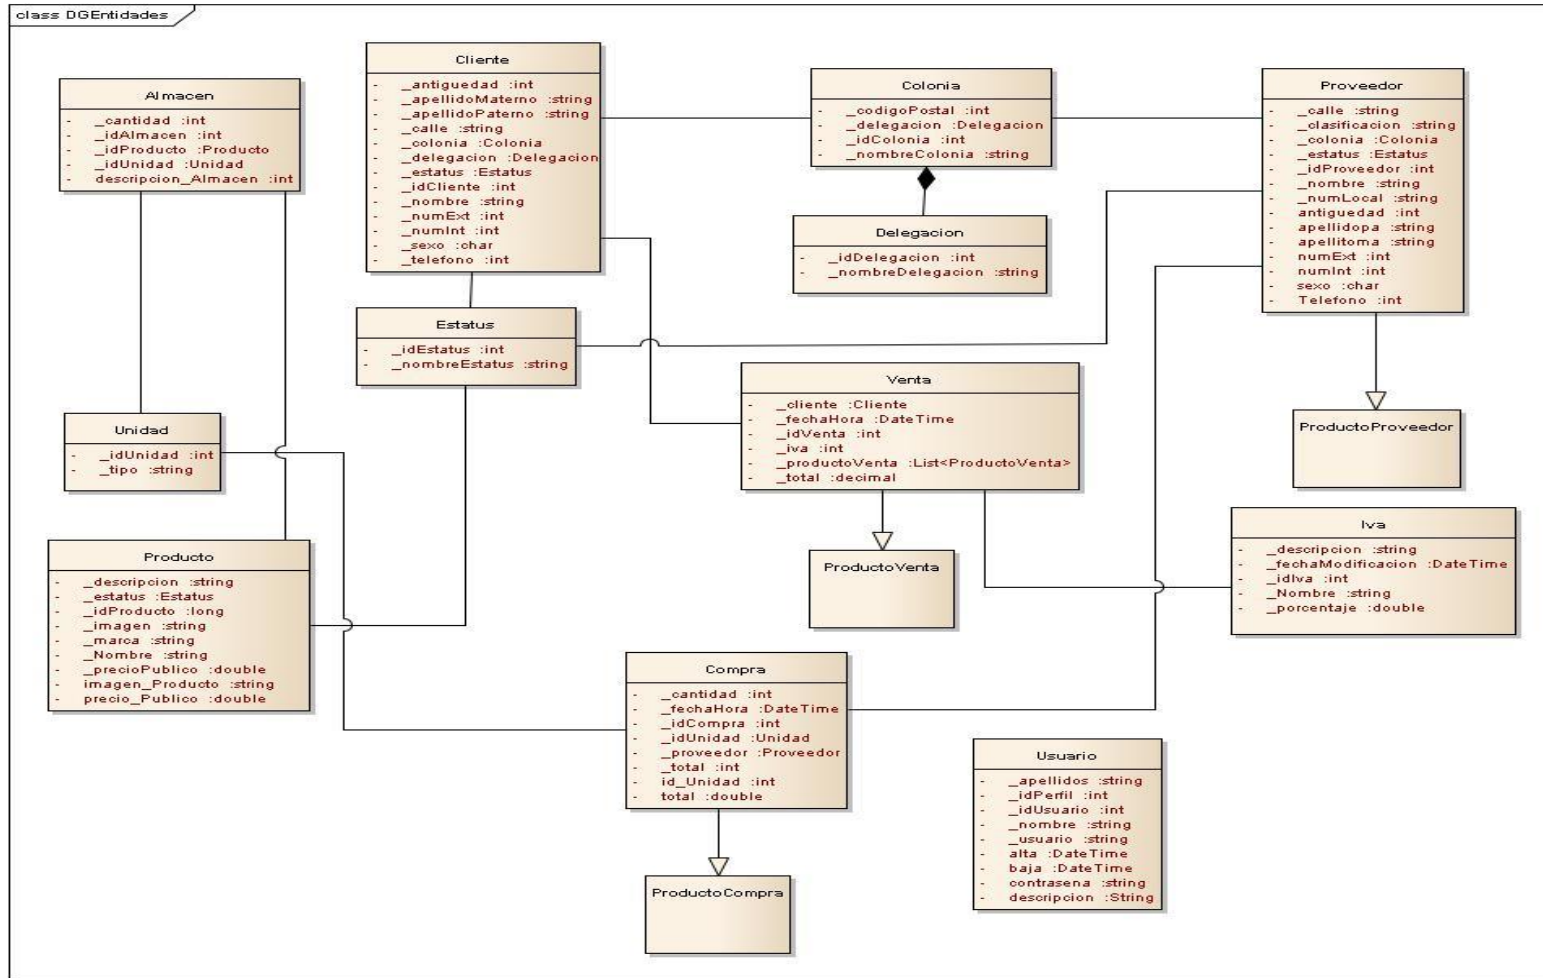 class DGEntidades
Almacen
- _cantidad :int
- _idAlmacen :int
- _idProducto :Producto
- _idUnidad :Unidad
- descripcion_Almacen :int
Cliente
- _antiguedad :int
- _apellidoMaterno :string
- _apellidoPaterno :string
- _calle :string
- _colonia :Colonia
- _delegacion :Delegacion
- _estatus :Estatus
- _idCliente :int
- _nombre :string
- _numExt :int
- _numInt :int
- _sexo :char
- _telefono :int
Colonia
- _codigoPostal :int
- _delegacion :Delegacion
- _idColonia :int
- _nombreColonia :string
Proveedor
- _calle :string
- _clasificacion :string
- _colonia :Colonia
- _estatus :Estatus
- _idProveedor :int
- _nombre :string
- _numLocal :string
- antiguedad :int
- apellidopa :string
- apellitoma :string
- numExt :int
- numInt :int
- sexo :char
- Telefono :int
Delegacion
- _idDelegacion :int
- _nombreDelegacion :string
Estatus
- _idEstatus :int
- _nombreEstatus :string
Venta
- _cliente :Cliente
- _fechaHora :DateTime
- _idVenta :int
- _iva :int
- _productoVenta :List<ProductoVenta>
- _total :decimal
Unidad
- _idUnidad :int
- _tipo :string
ProductoProveedor
Iva
- _descripcion :string
- _fechaModificacion :DateTime
- _idIva :int
- _Nombre :string
- _porcentaje :double
Producto
- _descripcion :string
- _estatus :Estatus
- _idProducto :long
- _imagen :string
- _marca :string
- _Nombre :string
- _precioPublico :double
- imagen_Producto :string
- precio_Publico :double
ProductoVenta
Compra
- _cantidad :int
- _fechaHora :DateTime
- _idCompra :int
- _idUnidad :Unidad
- _proveedor :Proveedor
- _total :int
- id_Unidad :int
- total :double
Usuario
- _apellidos :string
- _idPerfil :int
- _idUsuario :int
- _nombre :string
- _usuario :string
- alta :DateTime
- baja :DateTime
- contrasena :string
- descripcion :String
ProductoCompra